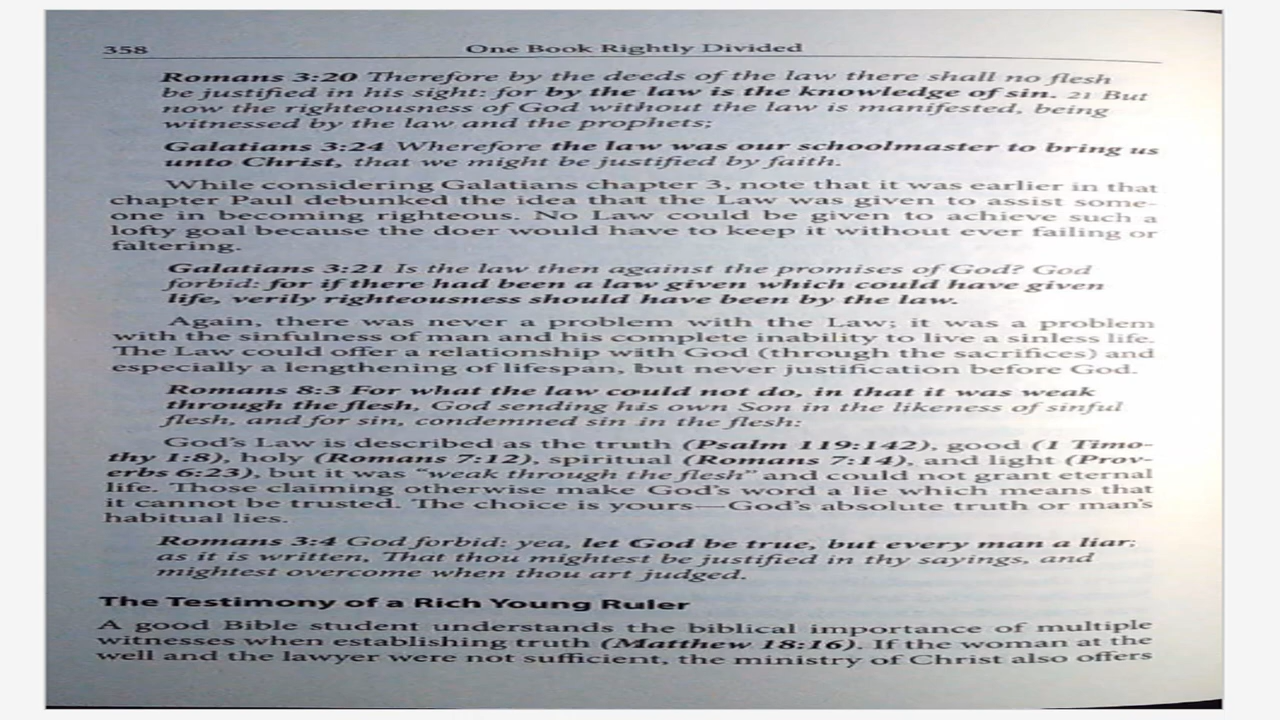 358 One Book Rightly Divided
Romans 3:20 Therefore by the deeds of the law there shall no flesh
be justified in his sight: for by the law is the knowledge of sin. 21 But
now the righteousness of God without the law is manifested, being
witnessed by the law and the prophets;
Galatians 3:24 Wherefore the law was our schoolmaster to bring us
unto Christ, that we might be justified by faith.
While considering Galatians chapter 3, note that it was earlier in that
chapter Paul debunked the idea that the Law was given to assist some-
one in becoming righteous. No Law could be given to achieve such a
lofty goal because the doer would have to keep it without ever failing or
faltering.
Galatians 3:21 Is the law then against the promises of God? God
forbid: for if there had been a law given which could have given
life, verily righteousness should have been by the law.
Again, there was never a problem with the Law; it was a problem
with the sinfulness of man and his complete inability to live a sinless life.
The Law could offer a relationship with God (through the sacrifices) and
especially a lengthening of lifespan, but never justification before God.
Romans 8:3 For what the law could not do, in that it was weak
through the flesh, God sending his own Son in the likeness of sinful
flesh, and for sin, condemned sin in the flesh:
God's Law is described as the truth (Psalm 119:142), good (1 Timo-
thy 1:8), holy (Romans 7:12), spiritual (Romans 7:14), and light (Prov-
erbs 6:23), but it was "weak through the flesh" and could not grant eternal
life. Those claiming otherwise make God's word a lie which means that
it cannot be trusted. The choice is yours—God's absolute truth or man's
habitual lies.
Romans 3:4 God forbid: yea, let God be true, but every man a liar;
as it is written, That thou mightest be justified in thy sayings, and
mightest overcome when thou art judged.
The Testimony of a Rich Young Ruler
A good Bible student understands the biblical importance of multiple
witnesses when establishing truth (Matthew 18:16). If the woman at the
well and the lawyer were not sufficient, the ministry of Christ also offers